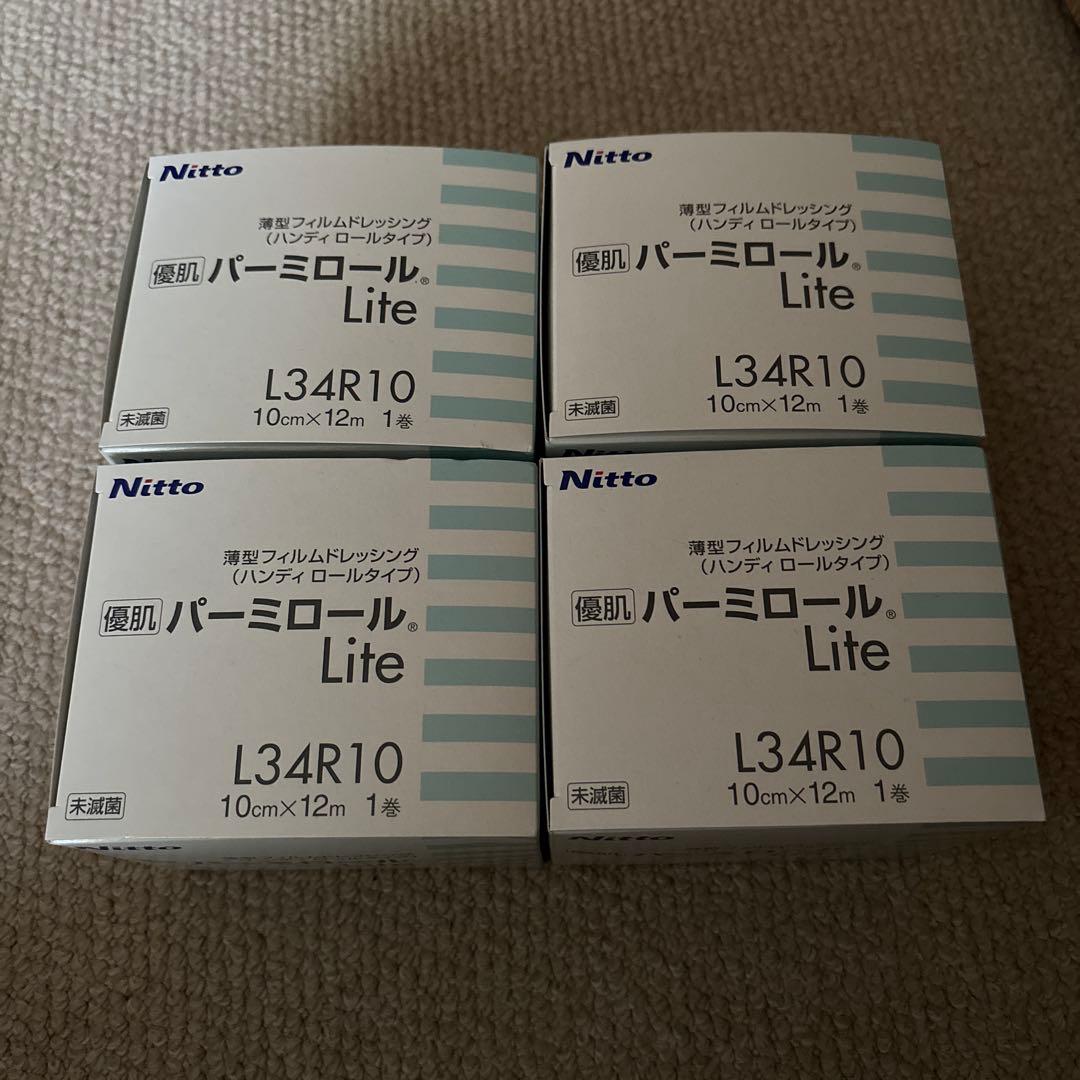 Nitto
薄型フィルムドレッシング
(ハンディ ロールタイプ)
優肌 パーミロール®
Lite
L34R10
未滅菌 10cm×12m 1巻
Nitto
薄型フィルムドレッシング
(ハンディ ロールタイプ)
優肌 パーミロール®
Lite
L34R10
未滅菌 10cm×12m 1巻
Nitto
薄型フィルムドレッシング
(ハンディ ロールタイプ)
優肌 パーミロール®
Lite
L34R10
未滅菌 10cm×12m 1巻
Nitto
Nitto
薄型フィルムドレッシング
(ハンディ ロールタイプ)
優肌 パーミロール®
Lite
L34R10
未滅菌 10cm×12m 1巻